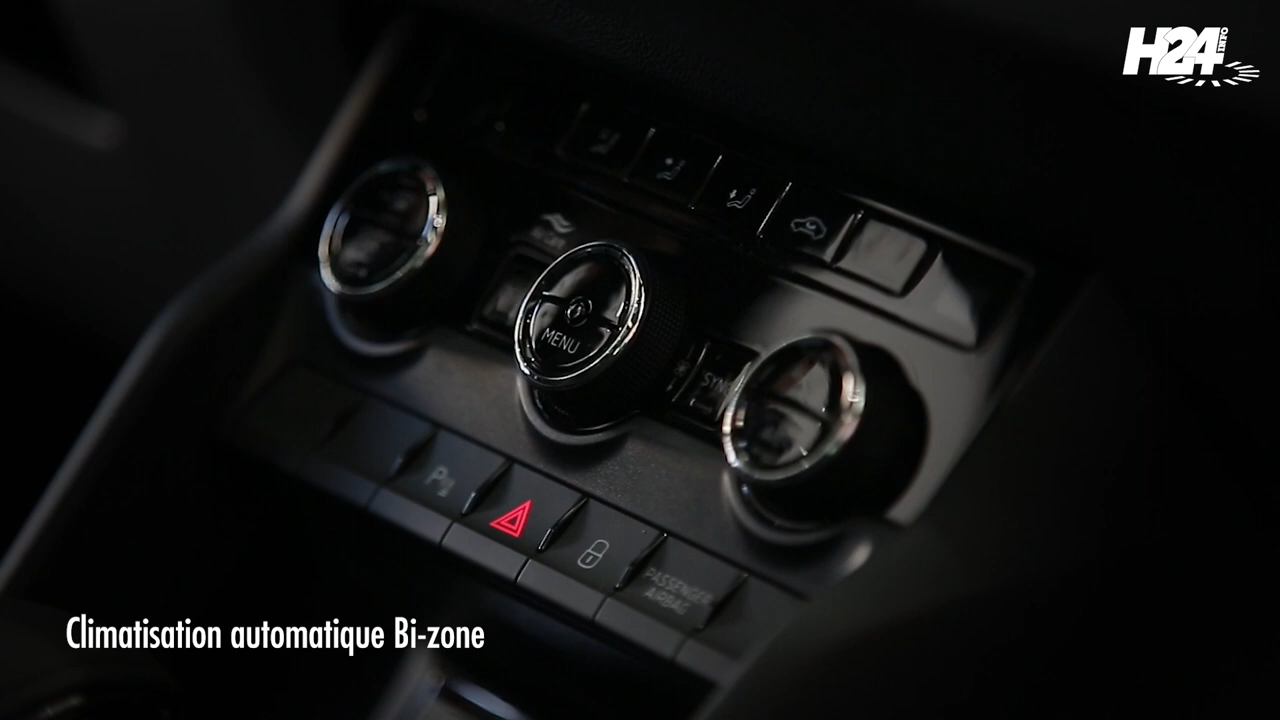 H24
INFO
MENU
SYNC
P
PASSENGER
AIRBAG
Climatisation automatique Bi-zone